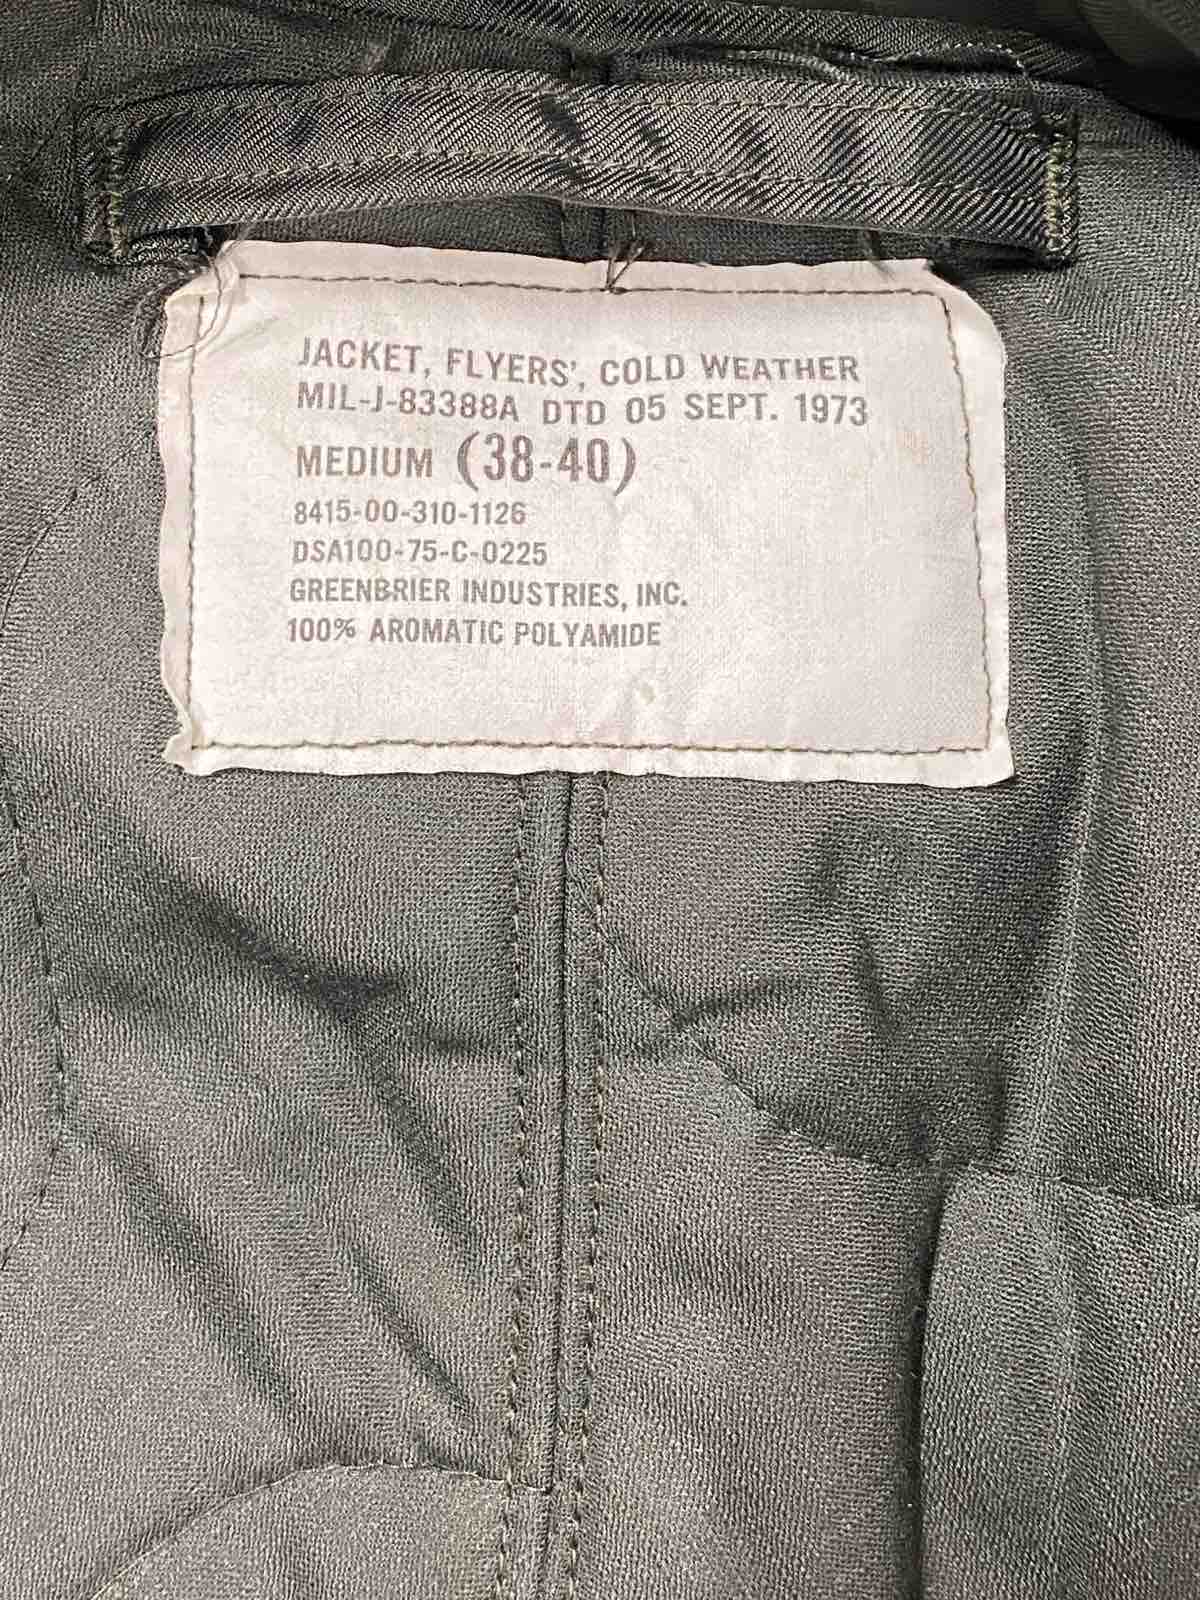 JACKET, FLYERS', COLD WEATHER
MIL-J-83388A DTD 05 SEPT. 1973
MEDIUM (38-40)
8415-00-310-1126
DSA100-75-C-0225
GREENBRIER INDUSTRIES, INC.
100% AROMATIC POLYAMIDE